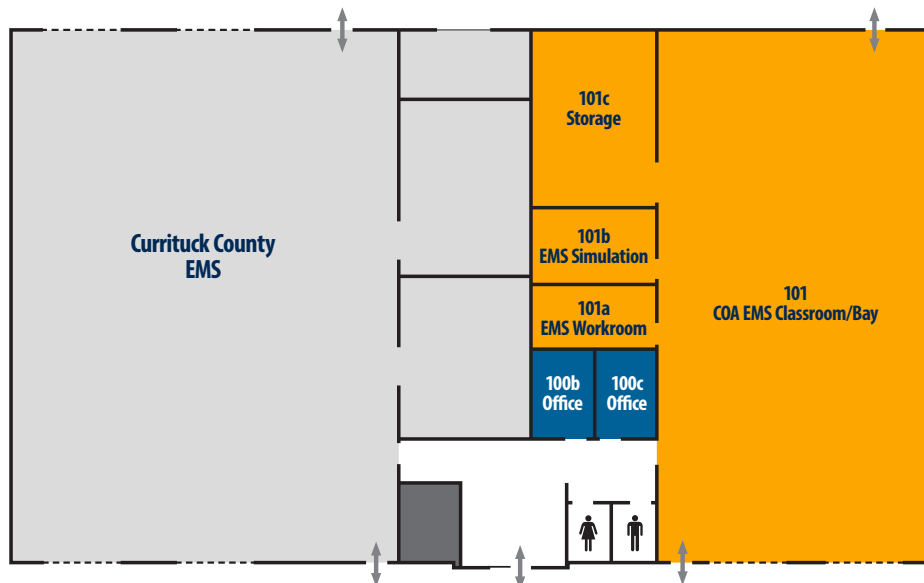 101c
Storage
Currituck County
EMS
101b
EMS Simulation
101
COA EMS Classroom/Bay
101a
EMS Workroom
100b
Office
100c
Office